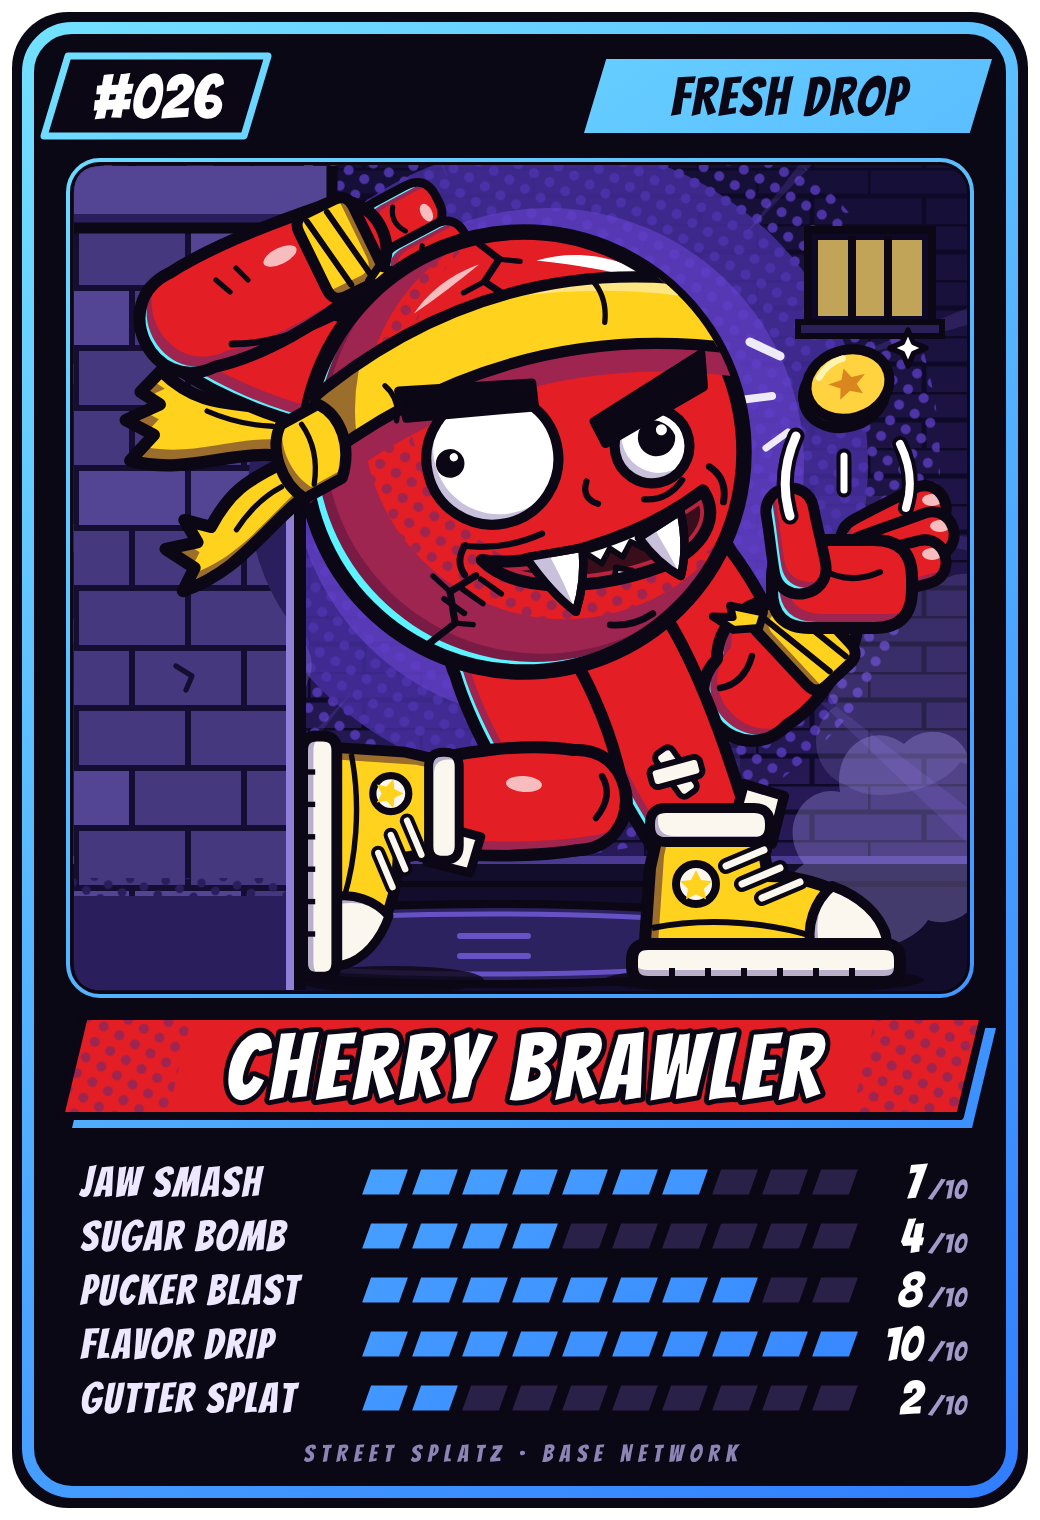 #026
FRESH DROP
CHERRY BRAWLER
JAW SMASH 7/10
SUGAR BOMB 4/10
PUCKER BLAST 8/10
FLAVOR DRIP 10/10
GUTTER SPLAT 2/10
STREET SPLATZ · BASE NETWORK